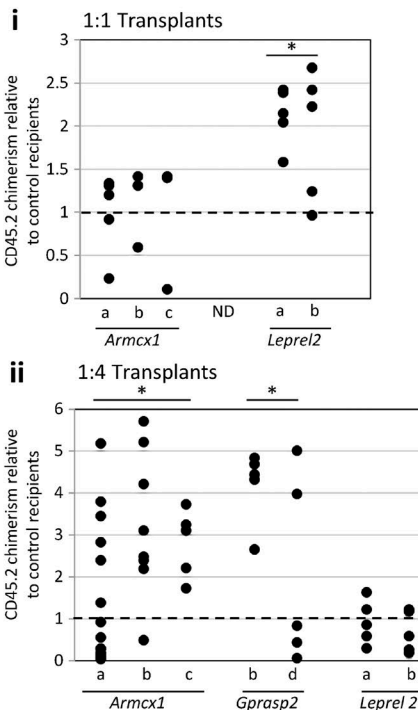 i 1:1 Transplants
CD45.2 chimerism relative
to control recipients
3
2.5
2
1.5
1
0.5
0
*
a b c ND a b
Armcx1 Leprel2
ii 1:4 Transplants
CD45.2 chimerism relative
to control recipients
6
5
4
3
2
1
0
* *
a b c b d a b
Armcx1 Gprasp2 Leprel 2